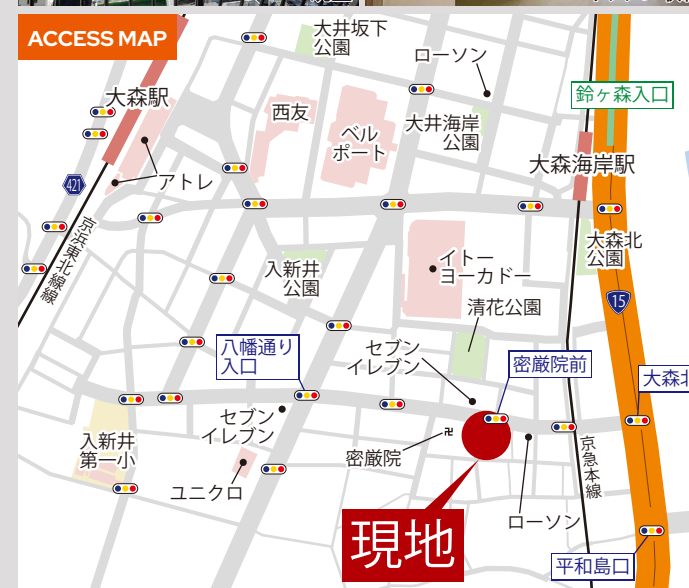 ACCESS MAP
大井坂下
公園
ローソン
大森駅
鈴ヶ森入口
西友
ベル
ポート
大井海岸
公園
大森海岸駅
421
アトレ
京浜東北線線
大森北
公園
イトー
ヨーカドー
入新井
公園
15
清花公園
八幡通り
入口
セブン
イレブン
密厳院前
大森北
セブン
イレブン
入新井
第一小
卍
密厳院
京急本線
ユニクロ
ローソン
現地
平和島口